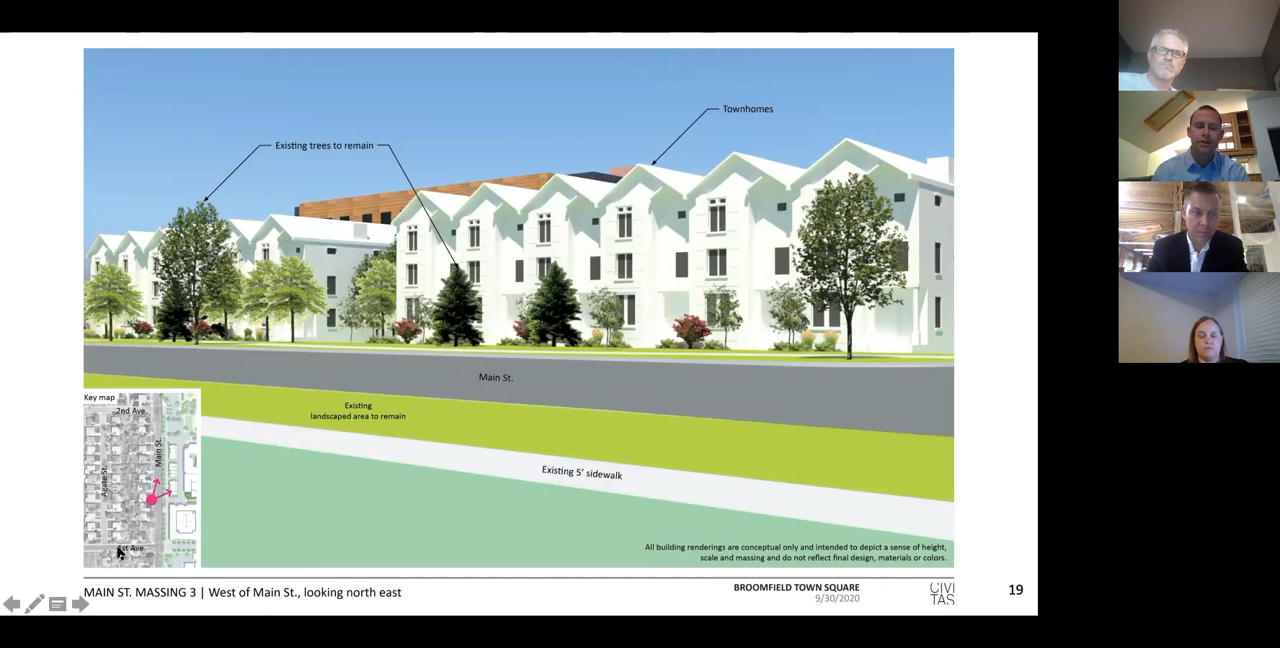 Townhomes
Existing trees to remain
Main St.
Existing
landscaped area to remain
Existing 5' sidewalk
Key map
2nd Ave.
Main St.
Agate St.
1st Ave.
All building renderings are conceptual only and intended to depict a sense of height,
scale and massing and do not reflect final design, materials or colors.
MAIN ST. MASSING 3 | West of Main St., looking north east
BROOMFIELD TOWN SQUARE
9/30/2020
CIVI
TAS
19